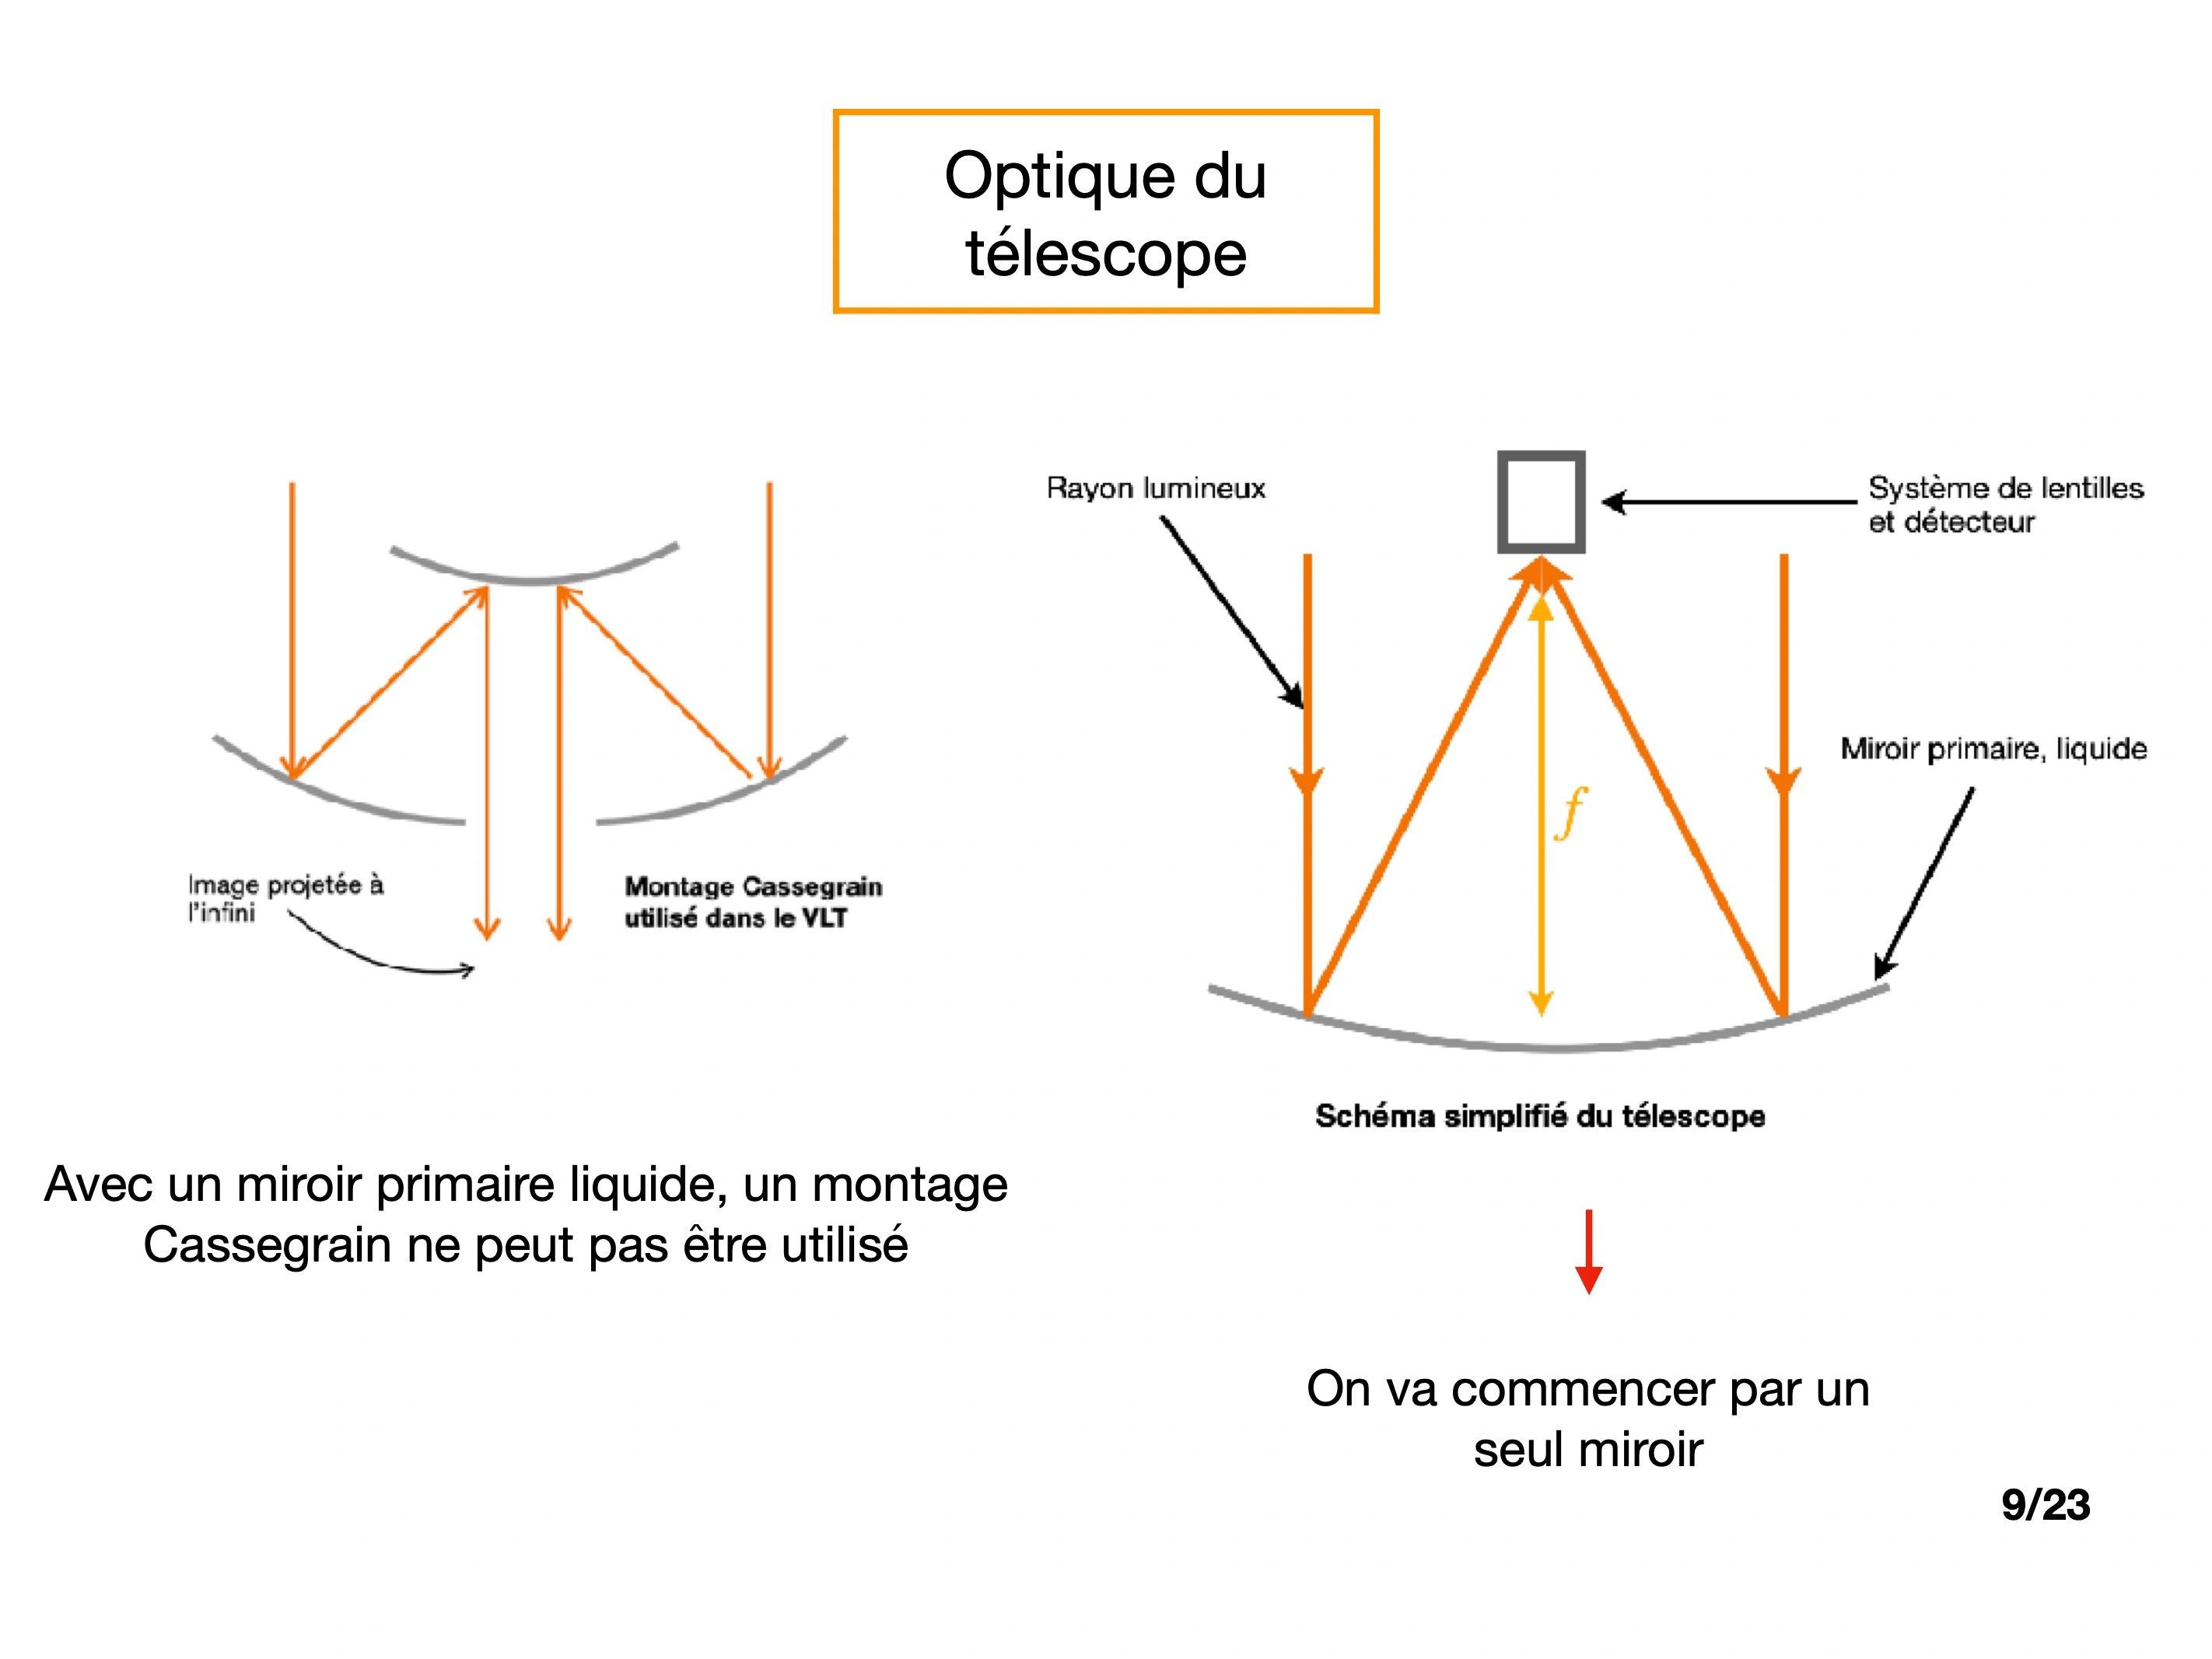 Optique du
télescope
Rayon lumineux
Système de lentilles
et détecteur
Miroir primaire, liquide
f
Image projetée à
l'infini
Montage Cassegrain
utilisé dans le VLT
Schéma simplifié du télescope
Avec un miroir primaire liquide, un montage
Cassegrain ne peut pas être utilisé
On va commencer par un
seul miroir
9/23